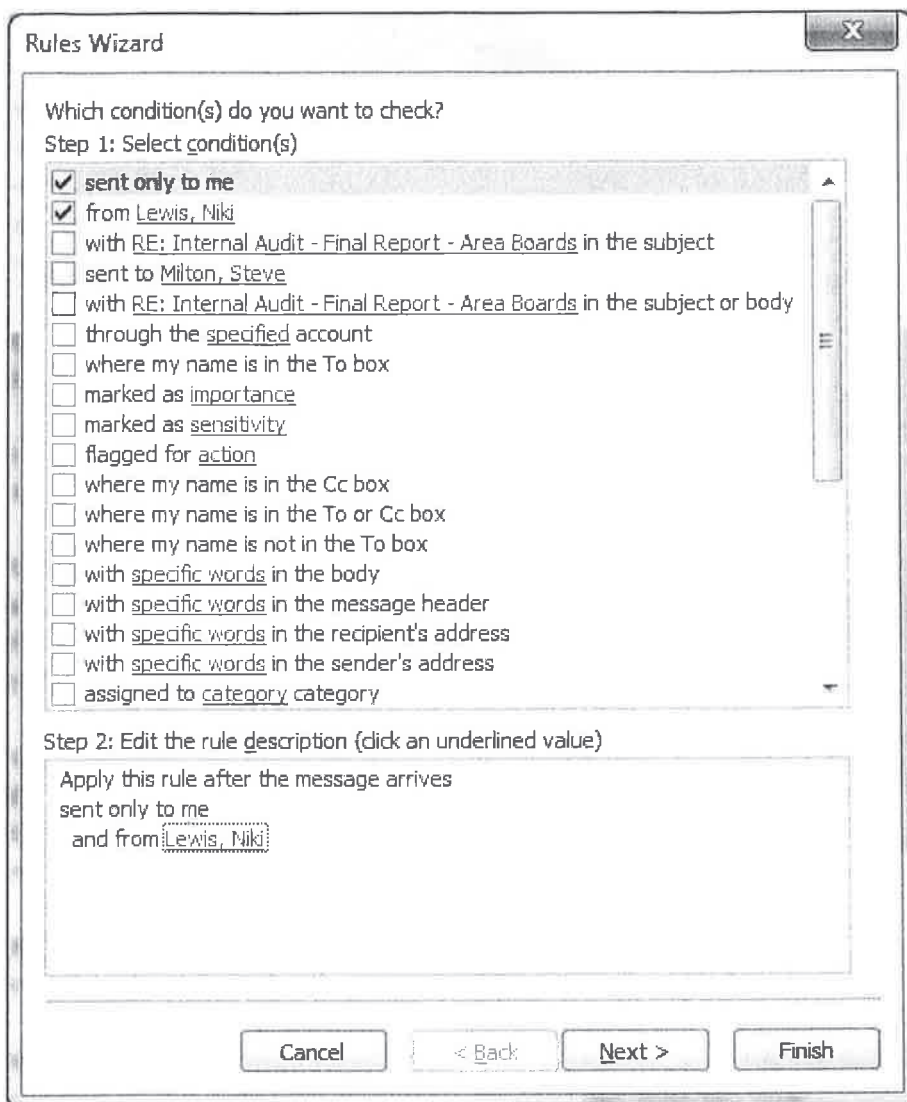 Rules Wizard
Which condition(s) do you want to check?
Step 1: Select condition(s)
sent only to me
from Lewis, Niki
with RE: Internal Audit - Final Report - Area Boards in the subject
sent to Milton, Steve
with RE: Internal Audit - Final Report - Area Boards in the subject or body
through the specified account
where my name is in the To box
marked as importance
marked as sensitivity
flagged for action
where my name is in the Cc box
where my name is in the To or Cc box
where my name is not in the To box
with specific words in the body
with specific words in the message header
with specific words in the recipient's address
with specific words in the sender's address
assigned to category category
Step 2: Edit the rule description (click an underlined value)
Apply this rule after the message arrives
sent only to me
and from Lewis, Niki
Cancel < Back Next > Finish